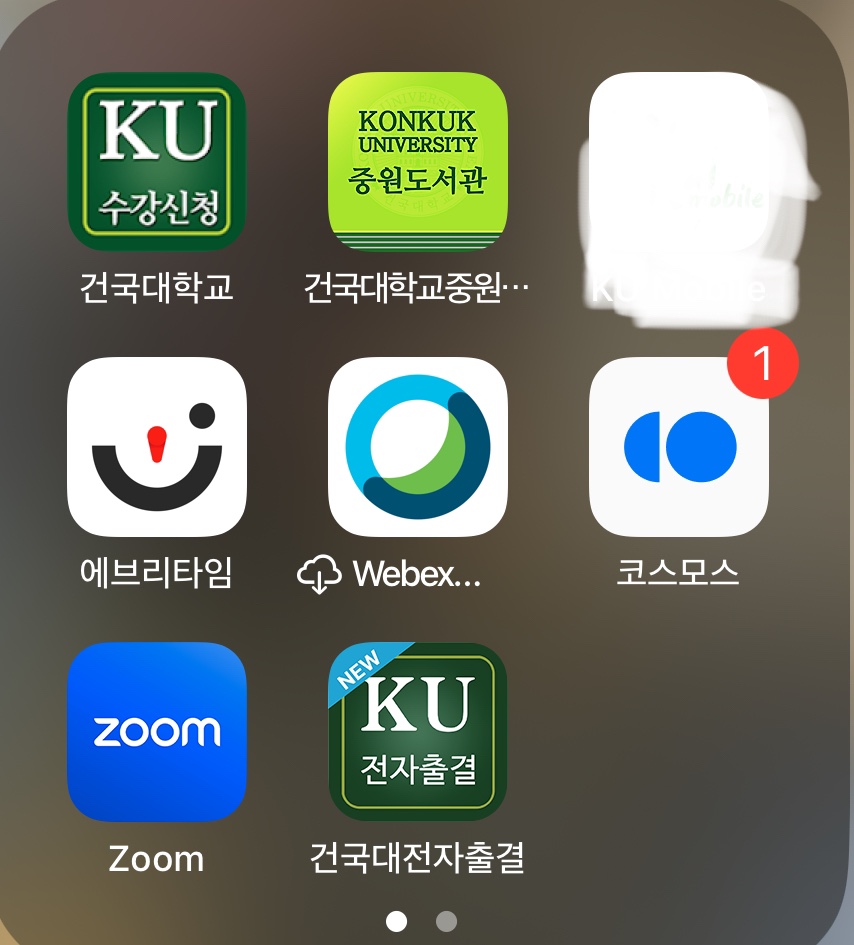 KU
수강신청
건국대학교
KONKUK
UNIVERSITY
중원도서관
건국대학교중원…
에브리타임
Webex...
1
코스모스
zoom
Zoom
NEW
KU
전자출결
건국대전자출결